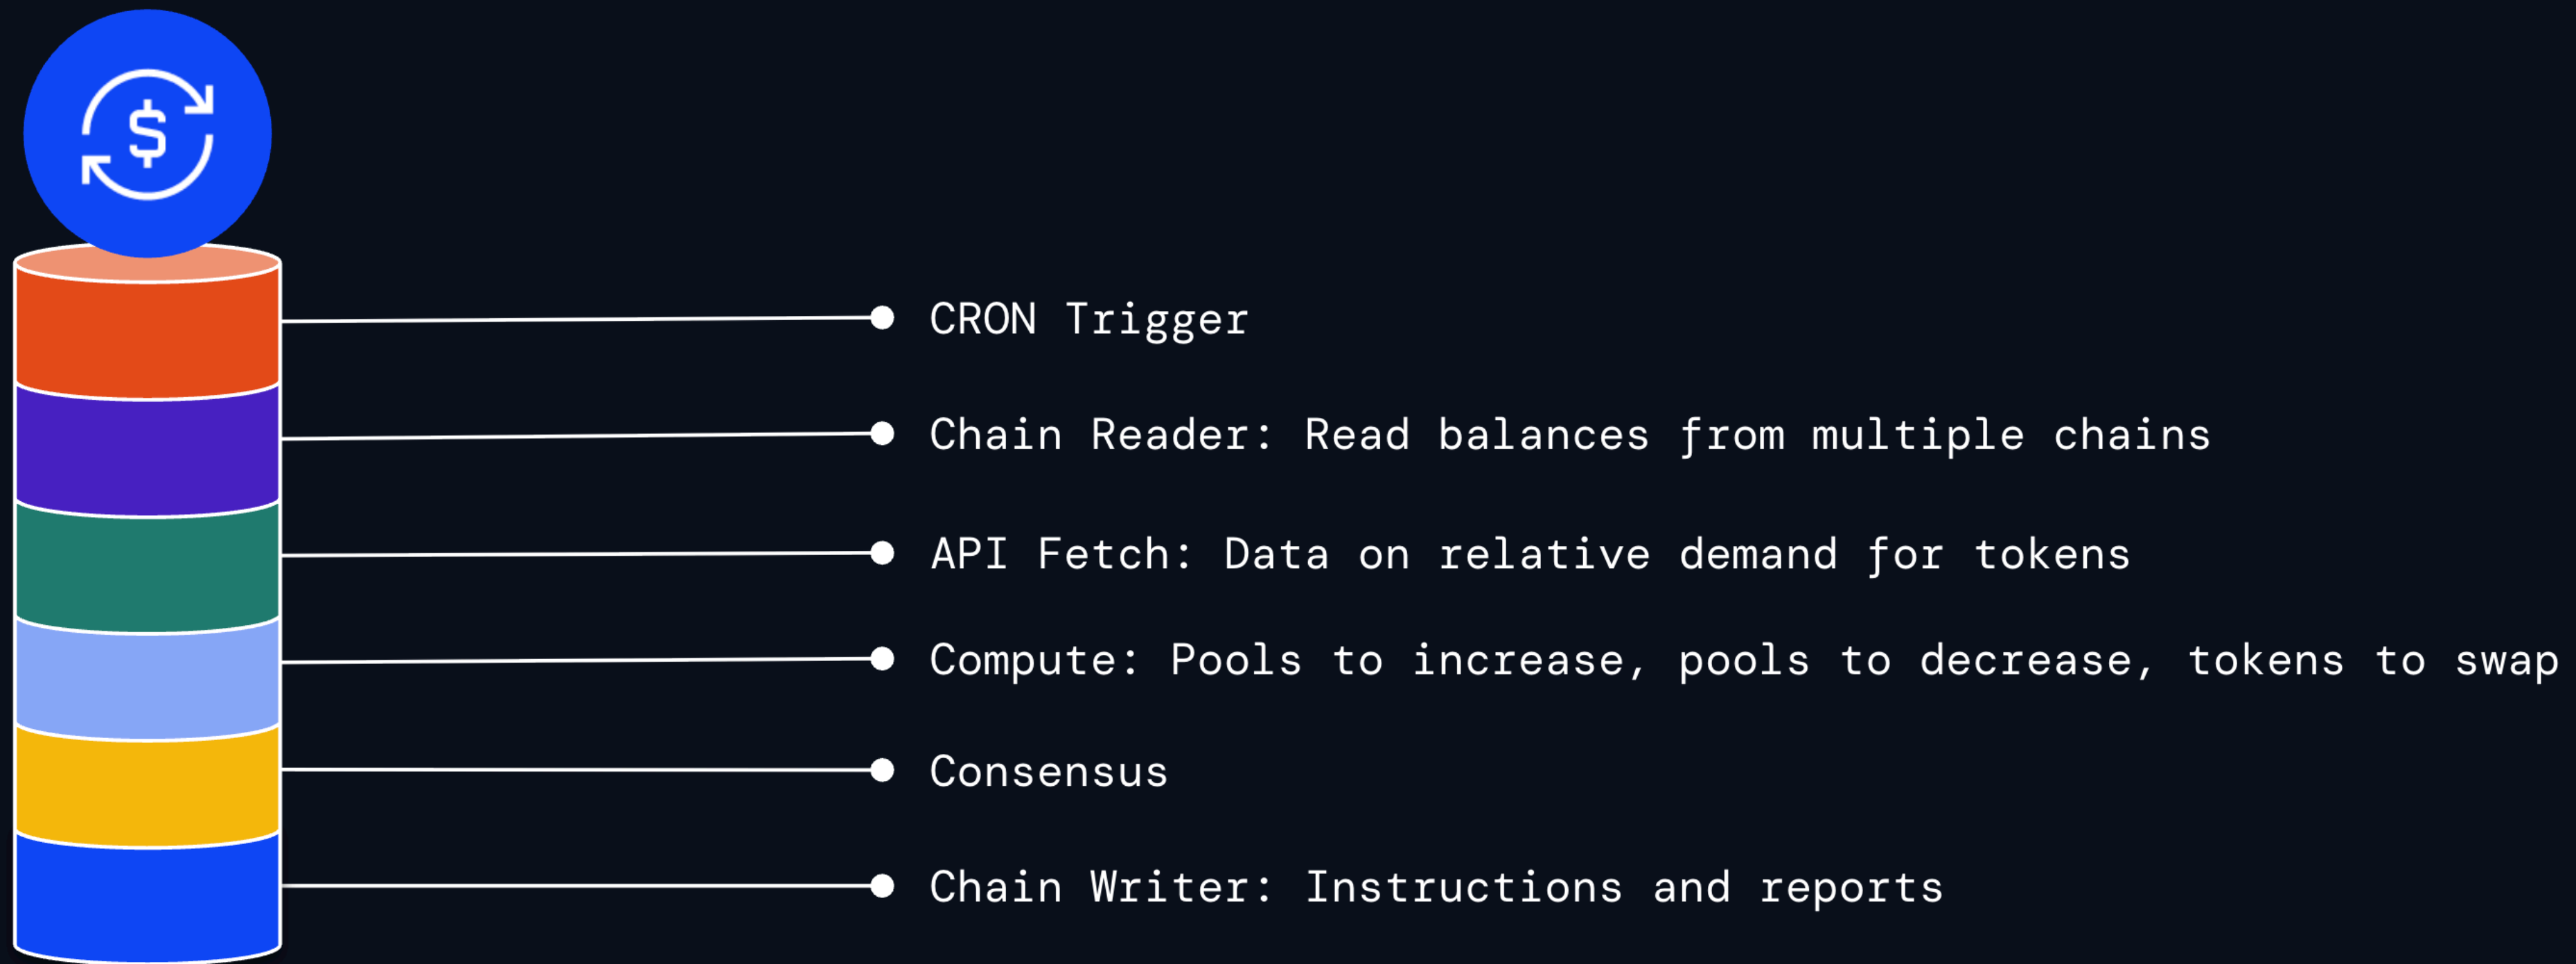 $
CRON Trigger
Chain Reader: Read balances from multiple chains
API Fetch: Data on relative demand for tokens
Compute: Pools to increase, pools to decrease, tokens to swap
Consensus
Chain Writer: Instructions and reports